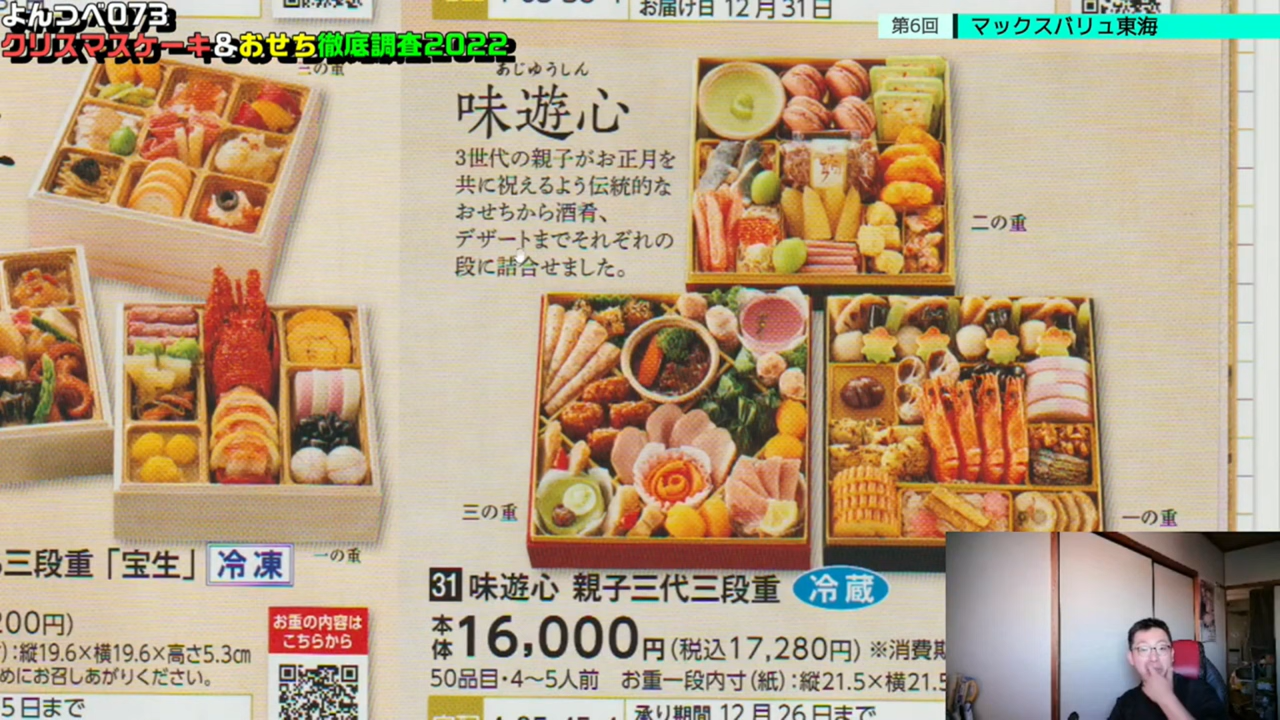 よんつべ073
クリスマスケーキ&おせち徹底調査2022
第6回 マックスバリュ東海
お届け日 12月31日
三の重
あじゆうしん
味遊心
3世代の親子がお正月を
共に祝えるよう伝統的な
おせちから酒肴、
デザートまでそれぞれの
段に詰合せました。
二の重
三の重
一の重
一の重
三段重「宝生」 冷凍
200円)
:縦19.6×横19.6×高さ5.3cm
めにお召しあがりください。
5日まで
お重の内容は
こちらから
31 味遊心 親子三代三段重 冷蔵
本体16,000円(税込17,280円) ※消費期
50品目・4〜5人前 お重一段内寸(紙):縦21.5×横21.5
承り期間 12月26日まで